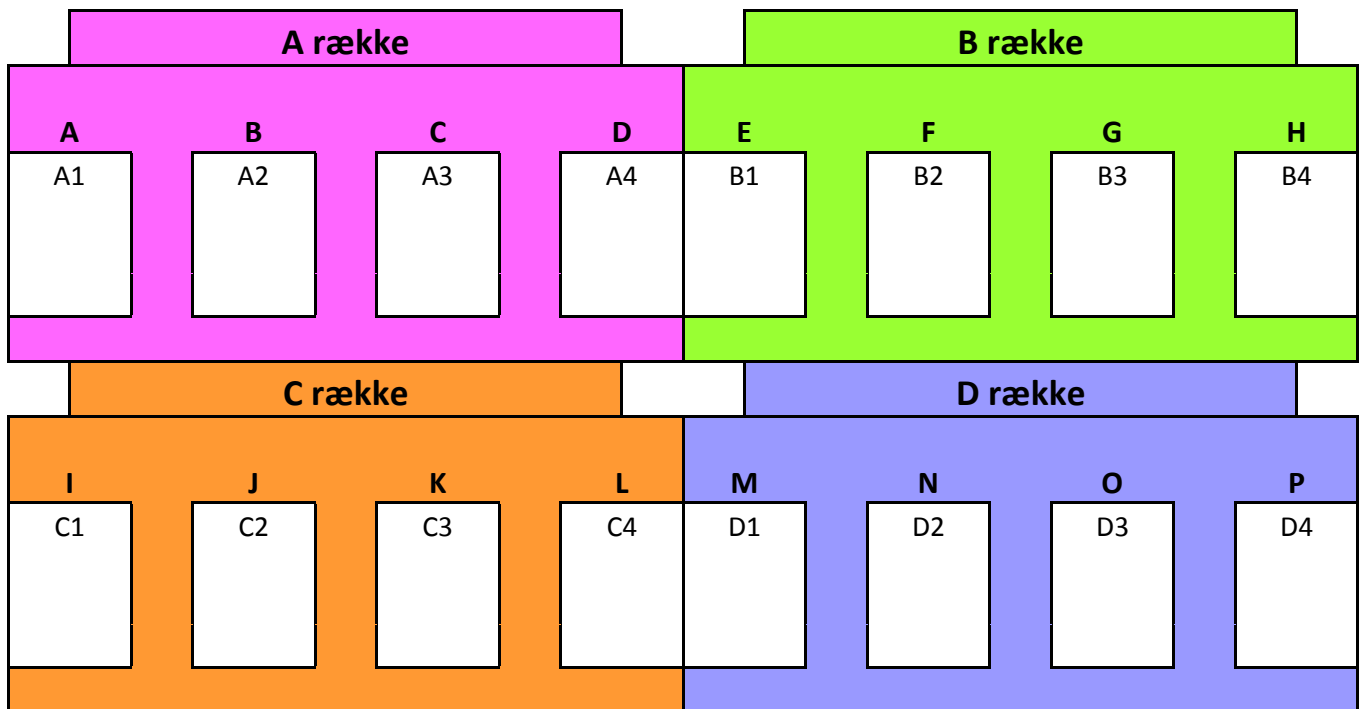 A række
B række
A B C D E F G H
A1 A2 A3 A4 B1 B2 B3 B4
C række
D række
I J K L M N O P
C1 C2 C3 C4 D1 D2 D3 D4